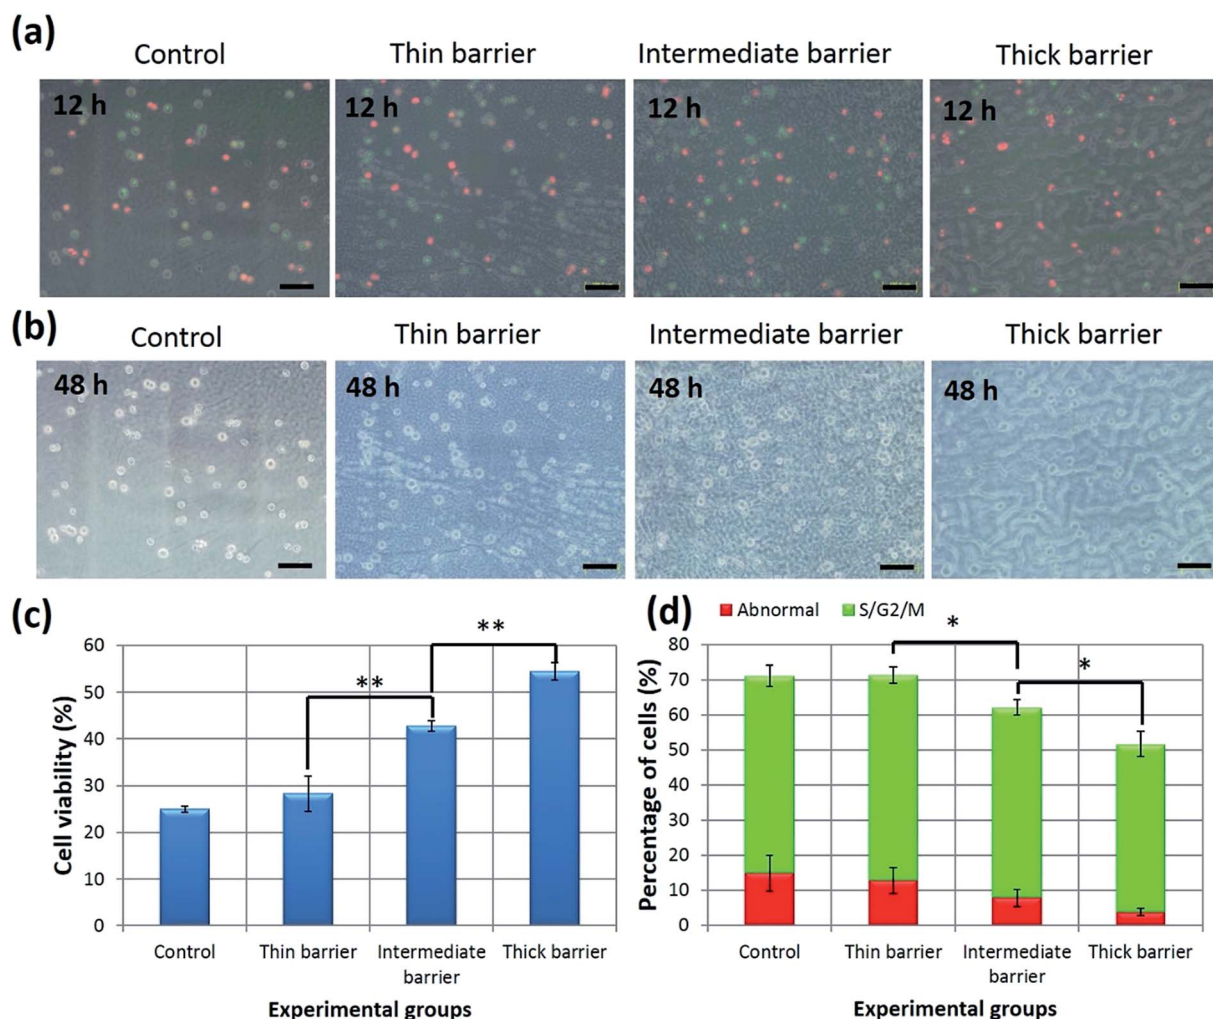 (a)
Control
Thin barrier
Intermediate barrier
Thick barrier
12 h
12 h
12 h
12 h
(b)
Control
Thin barrier
Intermediate barrier
Thick barrier
48 h
48 h
48 h
48 h
(c)
60
50
40
30
20
10
0
Cell viability (%)
**
**
Control
Thin barrier
Intermediate
barrier
Thick barrier
Experimental groups
(d)
Abnormal
S/G2/M
80
70
60
50
40
30
20
10
0
Percentage of cells (%)
*
*
Control
Thin barrier
Intermediate
barrier
Thick barrier
Experimental groups